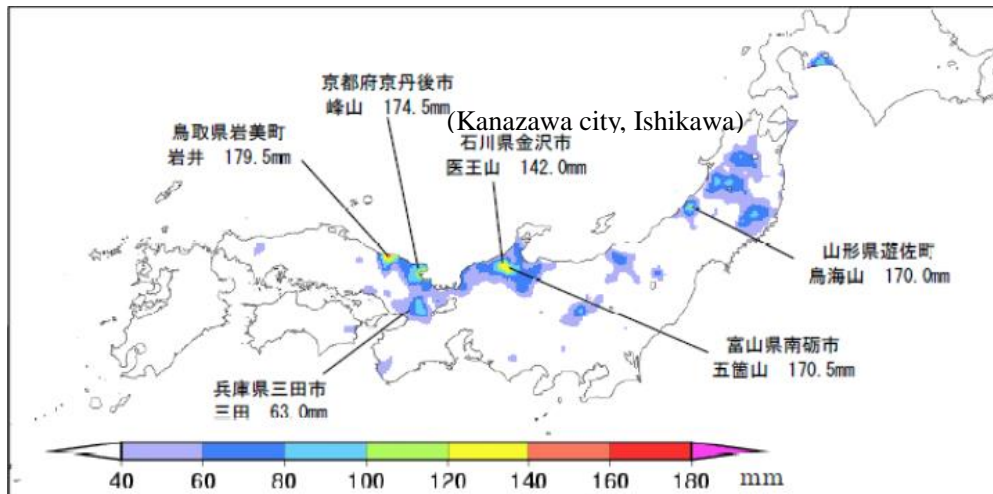 京都府京丹後市
峰山 174.5mm
(Kanazawa city, Ishikawa)
鳥取県岩美町
岩井 179.5mm
石川県金沢市
医王山 142.0mm
山形県遊佐町
鳥海山 170.0mm
富山県南砺市
五箇山 170.5mm
兵庫県三田市
三田 63.0mm
40 60 80 100 120 140 160 180 mm